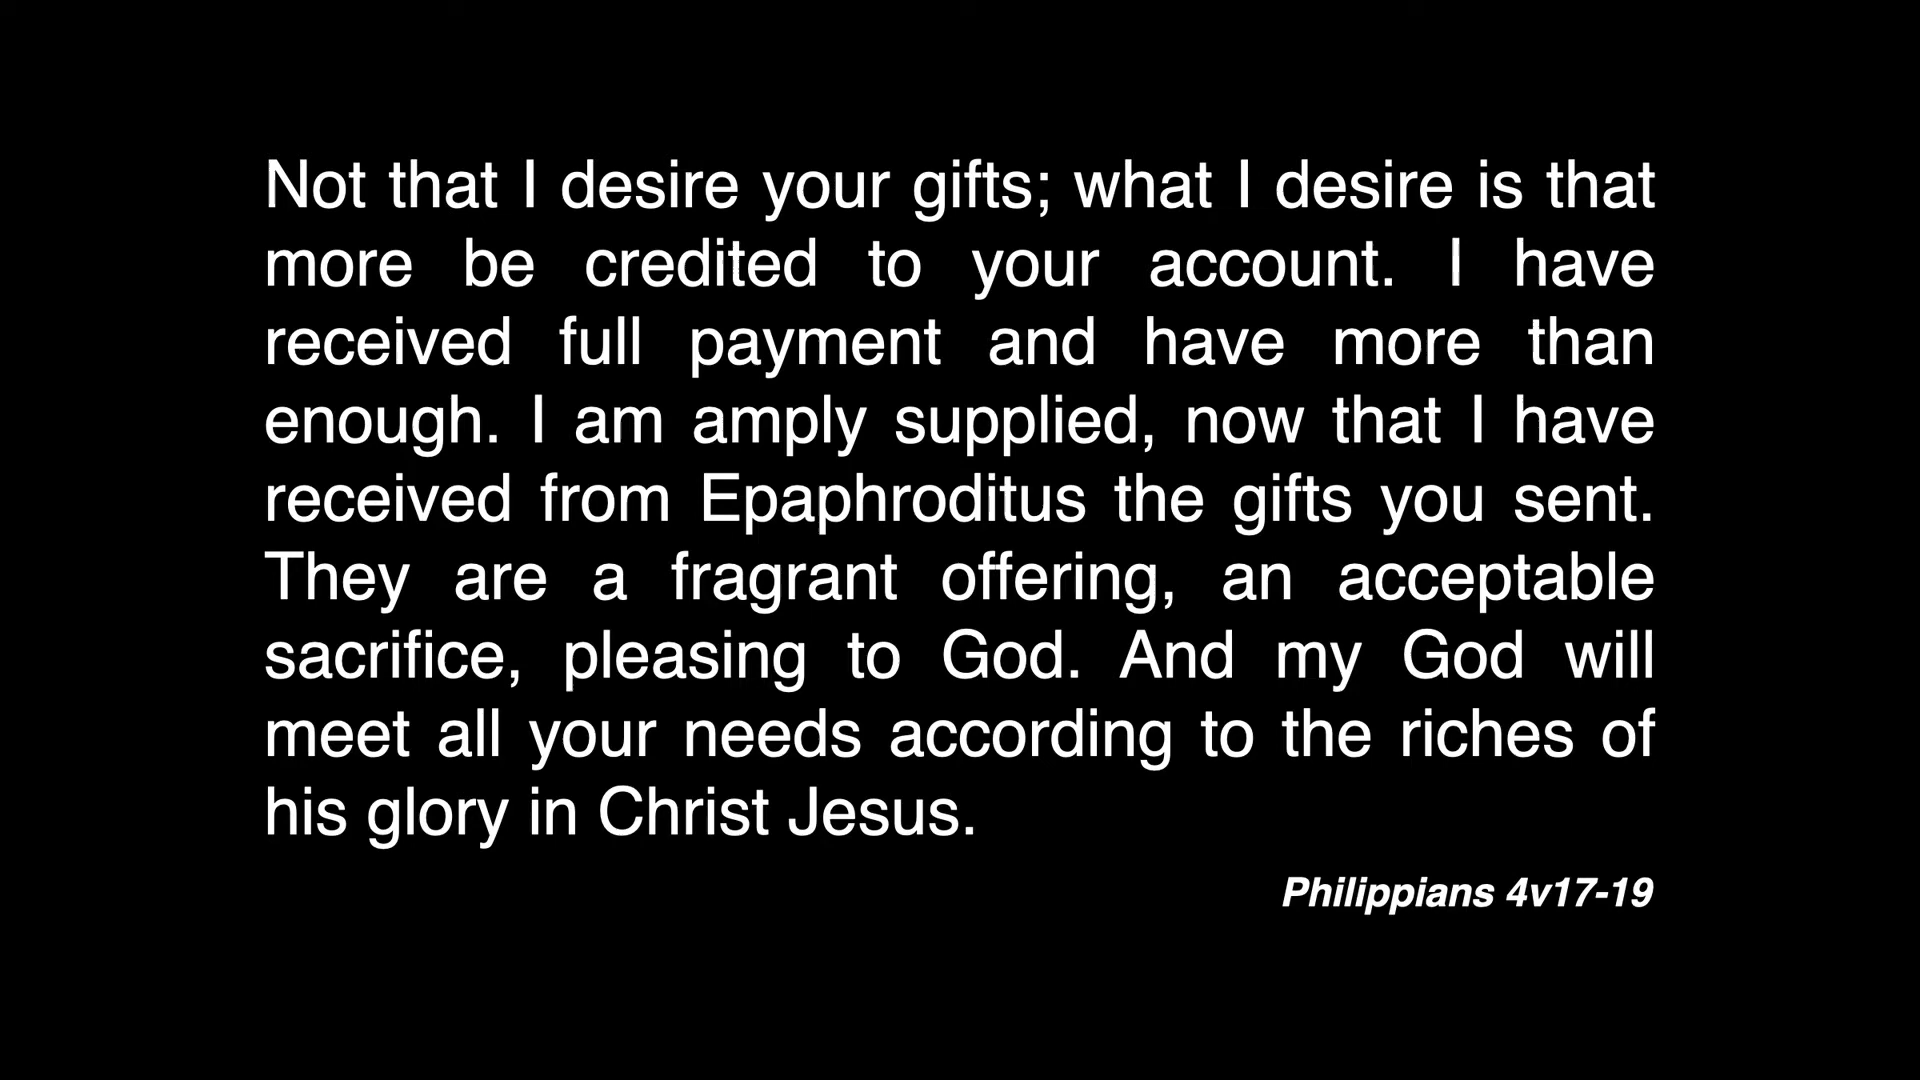 Not that I desire your gifts; what I desire is that
more be credited to your account. I have
received full payment and have more than
enough. I am amply supplied, now that I have
received from Epaphroditus the gifts you sent.
They are a fragrant offering, an acceptable
sacrifice, pleasing to God. And my God will
meet all your needs according to the riches of
his glory in Christ Jesus.
Philippians 4v17-19